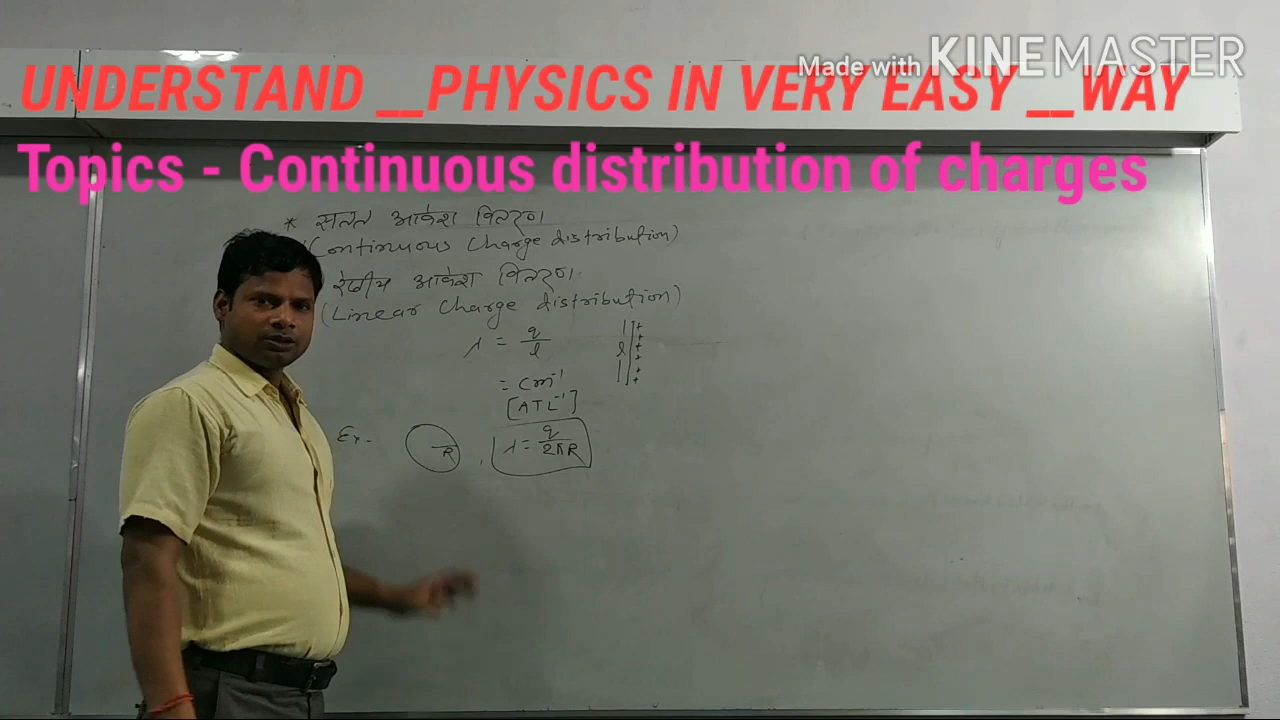 Made with KINEMASTER
UNDERSTAND __PHYSICS IN VERY EASY __WAY
Topics - Continuous distribution of charges
* सतत आवेश वितरण
(Continuous Charge distribution)
रेखीय आवेश वितरण
(Linear Charge distribution)
λ = q/l
l
+ + + + + +
= Cm⁻¹
[ATL⁻¹]
Ex- R , λ = q/2πR